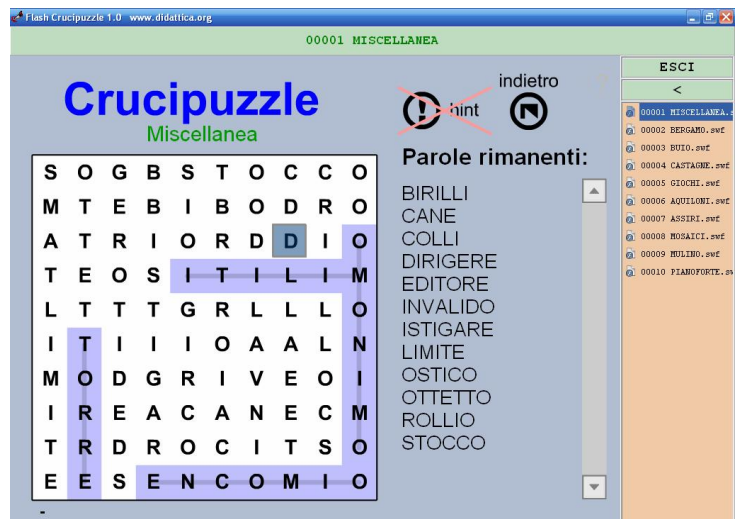 Flash Crucipuzzle 1.0 www.didattica.org
00001 MISCELLANEA
ESCI
<
00001 MISCELLANEA.s
00002 BERGAMO.swf
00003 BUIO.swf
00004 CASTAGNE.swf
00005 GIOCHI.swf
00006 AQUILONI.swf
00007 ASSIRI.swf
00008 MOSAICI.swf
00009 MULINO.swf
00010 PIANOFORTE.sw
Crucipuzzle
Miscellanea
hint
indietro
Parole rimanenti:
BIRILLI
CANE
COLLI
DIRIGERE
EDITORE
INVALIDO
ISTIGARE
LIMITE
OSTICO
OTTETTO
ROLLIO
STOCCO
S O G B S T O C C O
M T E B I B O D R O
A T R I O R D D I O
T E O S I T I L I M
L T T T G R L L L O
I T I I I O A A L N
M O D G R I V E O I
I R E A C A N E C M
T R D R O C I T S O
E E S E N C O M I O
-